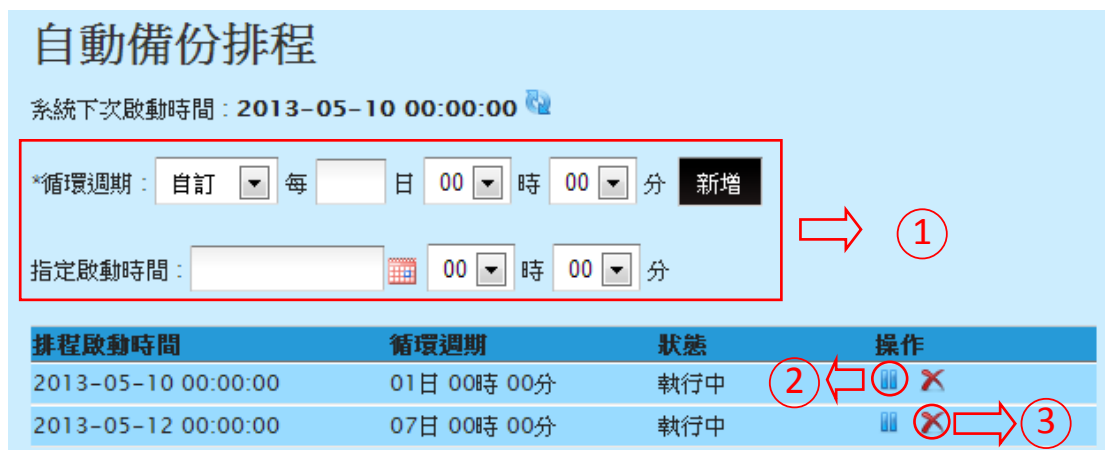 自動備份排程
系統下次啟動時間：2013-05-10 00:00:00
*循環週期： 自訂 每 日 00 時 00 分 新增
①
指定啟動時間： 00 時 00 分
排程啟動時間 循環週期 狀態 操作
2013-05-10 00:00:00 01日 00時 00分 執行中 ②
2013-05-12 00:00:00 07日 00時 00分 執行中 ③